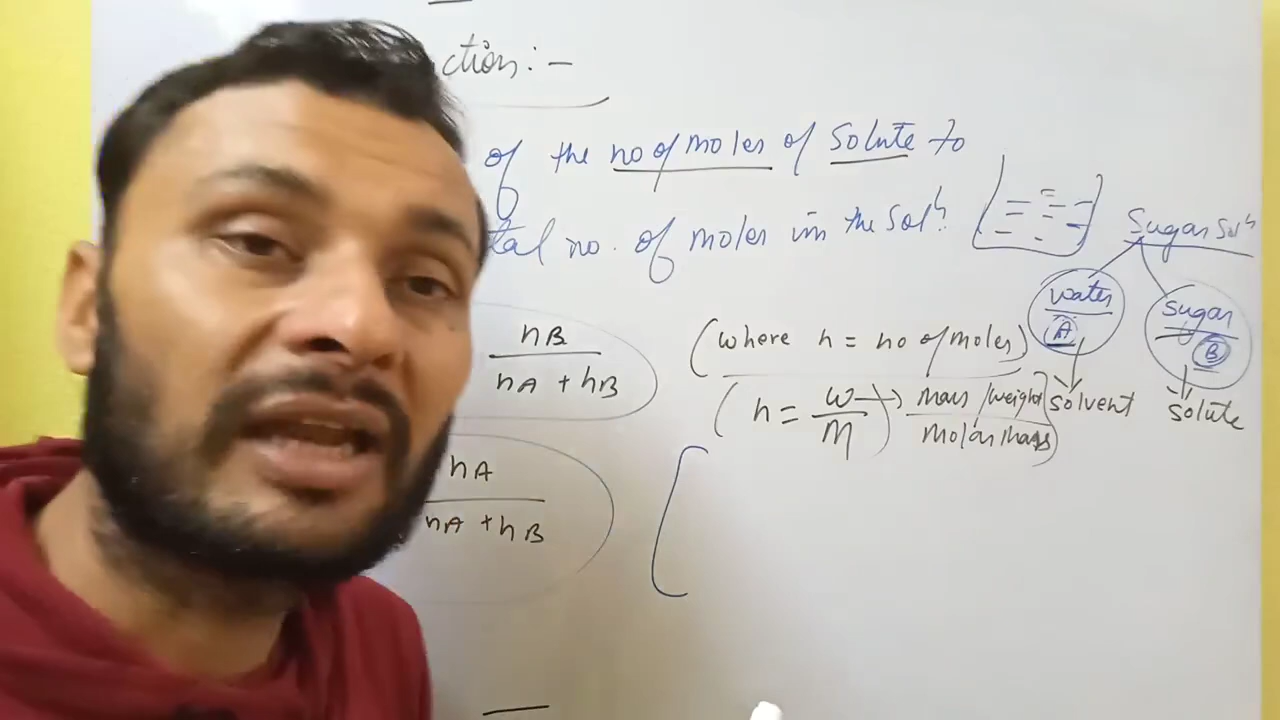 ction:-
of the no of moles of solute to
tal no. of moles in the solⁿ.
Sugar Solⁿ
water
A
sugar
B
solvent
solute
nB
nA + nB
(where n = no of moles)
(n = w/M) → mass/weight
molar mass
nA
nA + nB